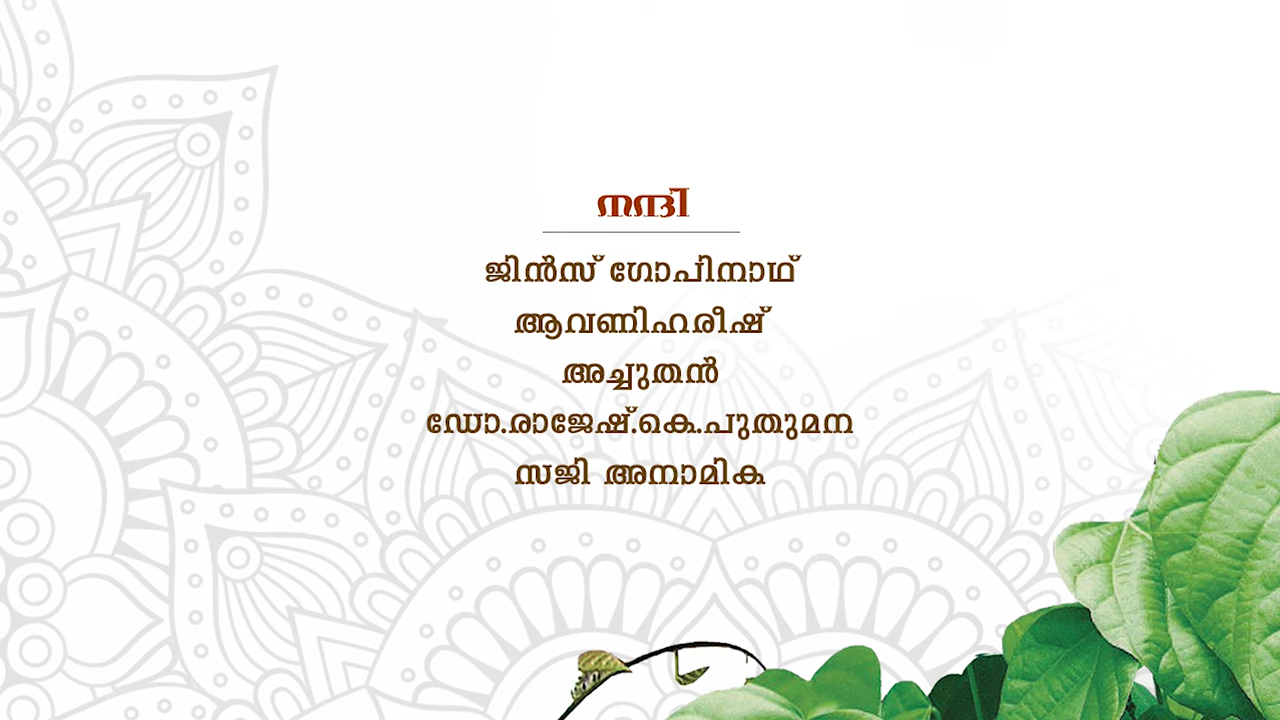 നന്ദി
ജിൻസ് ഗോപിനാഥ്
ആവണിഹരീഷ്
അച്ചുതൻ
ഡോ.രാജേഷ്.കെ.പുതുമന
സജി അനാമിക